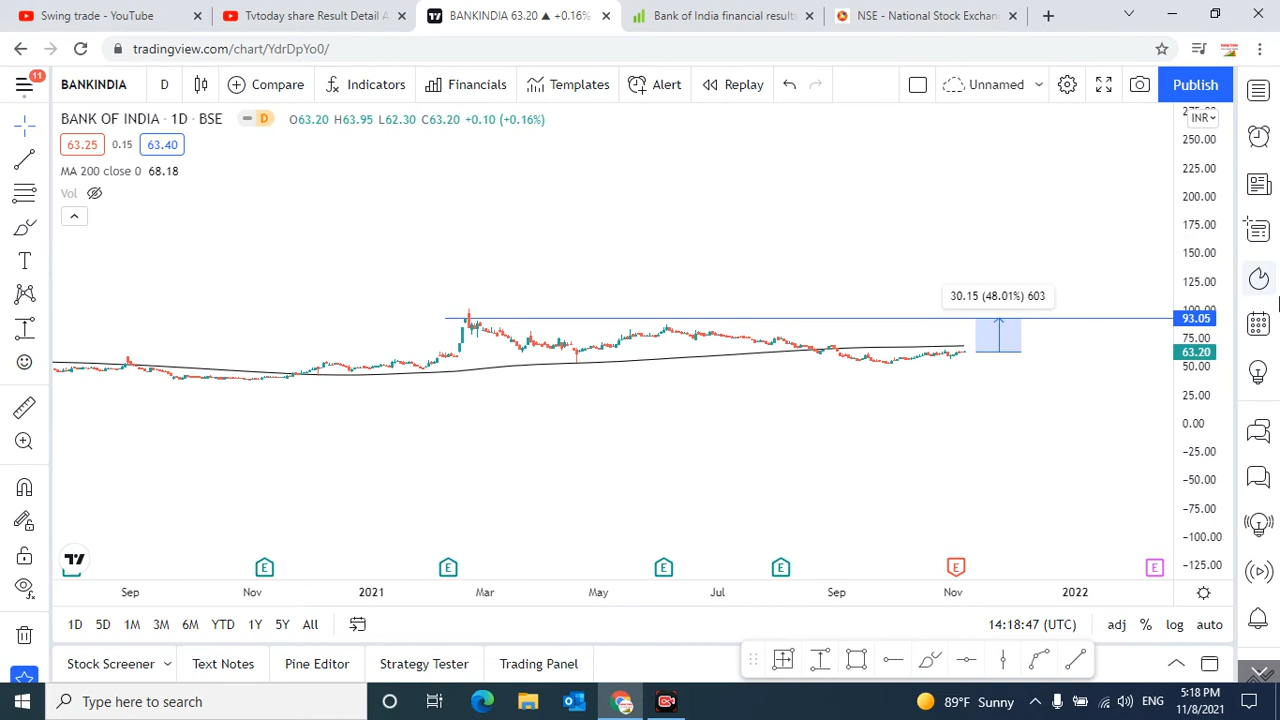 Swing trade - YouTube
Tvtoday share Result Detail A
BANKINDIA 63.20 ▲ +0.16%
Bank of India financial results
NSE - National Stock Exchan
tradingview.com/chart/YdrDpYo0/
11
BANKINDIA
D
Compare
Indicators
Financials
Templates
Alert
Replay
Unnamed
Publish
BANK OF INDIA · 1D · BSE
D
O63.20 H63.95 L62.30 C63.20 +0.10 (+0.16%)
INR
63.25
0.15
63.40
MA 200 close 0 68.18
Vol
250.00
225.00
200.00
175.00
150.00
125.00
30.15 (48.01%) 603
93.05
75.00
63.20
50.00
25.00
0.00
−25.00
−50.00
−75.00
−100.00
−125.00
E
E
E
E
E
E
Sep
Nov
2021
Mar
May
Jul
Sep
Nov
2022
1D
5D
1M
3M
6M
YTD
1Y
5Y
All
14:18:47 (UTC)
adj
%
log
auto
Stock Screener
Text Notes
Pine Editor
Strategy Tester
Trading Panel
Type here to search
89°F Sunny
ENG
5:18 PM
11/8/2021